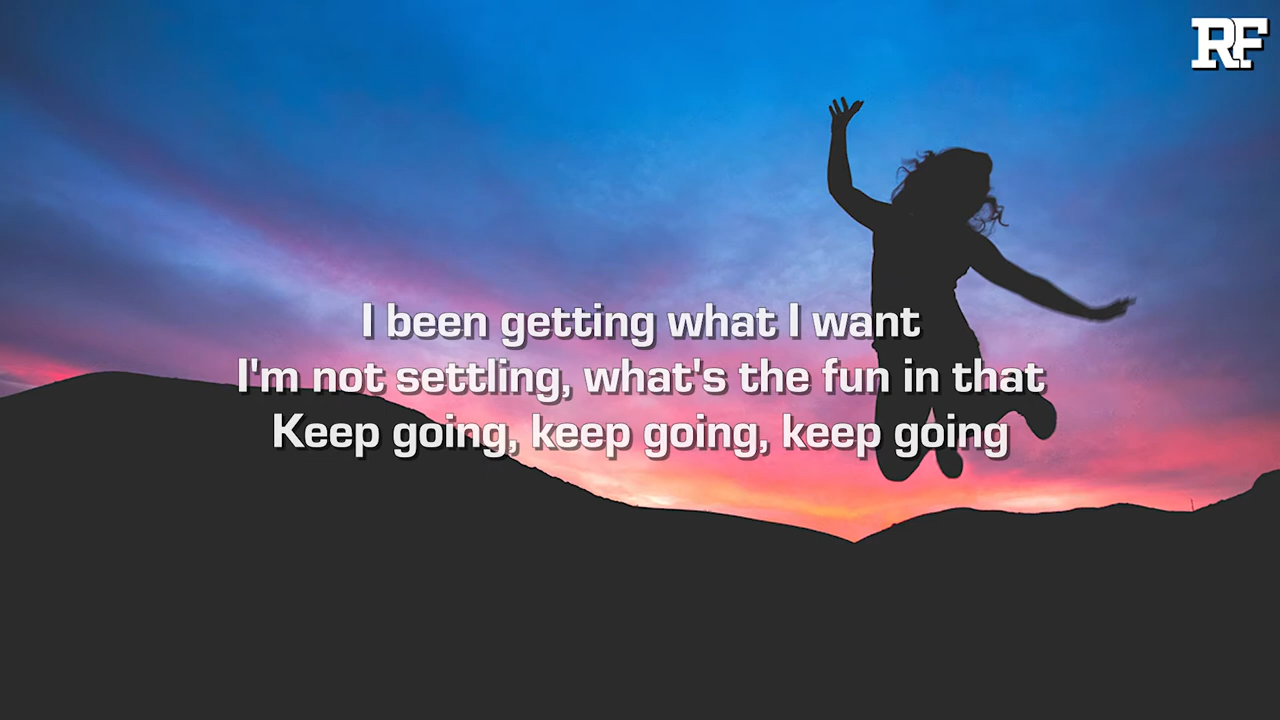 RF
I been getting what I want
I'm not settling, what's the fun in that
Keep going, keep going, keep going